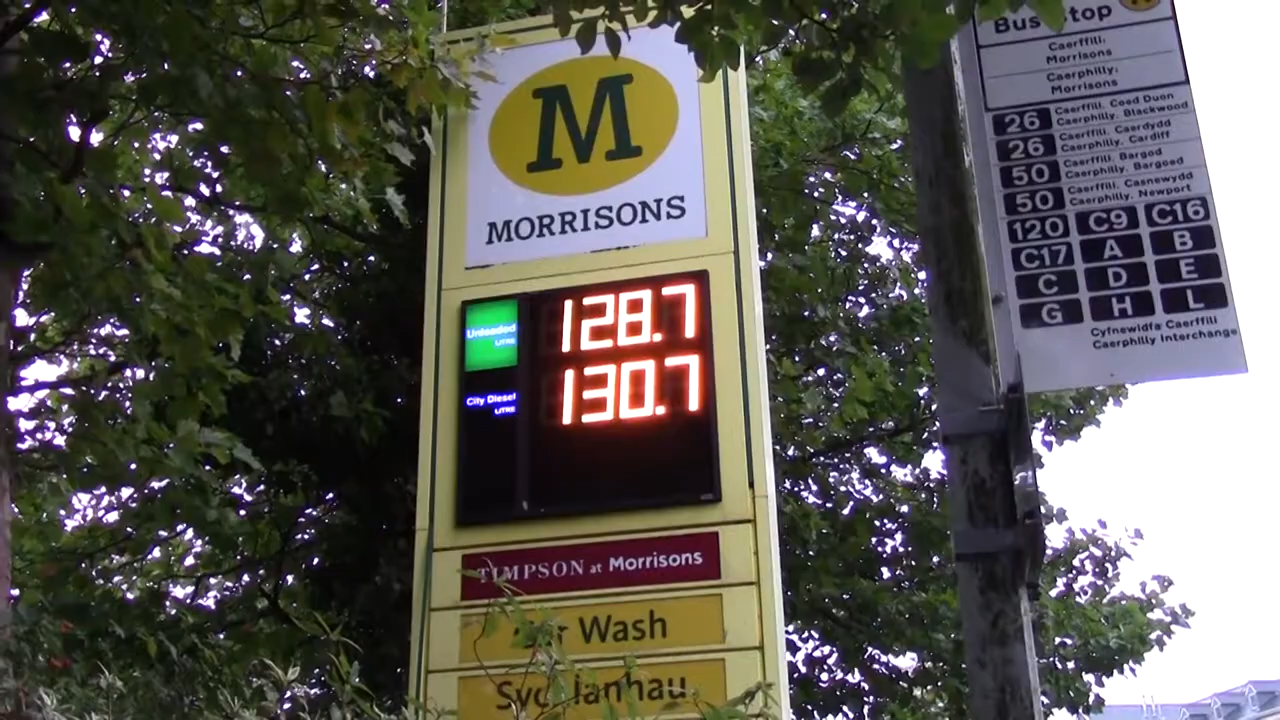 M
MORRISONS
Unleaded
LITRE
128.7
City Diesel
LITRE
130.7
TIMPSON at Morrisons
Wash
Bus Stop
Caerffili:
Morrisons
Caerphilly:
Morrisons
26 Caerffili, Coed Duon
Caerphilly, Blackwood
26 Caerffili, Caerdydd
Caerphilly, Cardiff
50 Caerffili, Bargod
Caerphilly, Bargoed
50 Caerffili, Casnewydd
Caerphilly, Newport
120 C9 C16
C17 A B
C D E
G H L
Cyfnewidfa Caerffili
Caerphilly Interchange